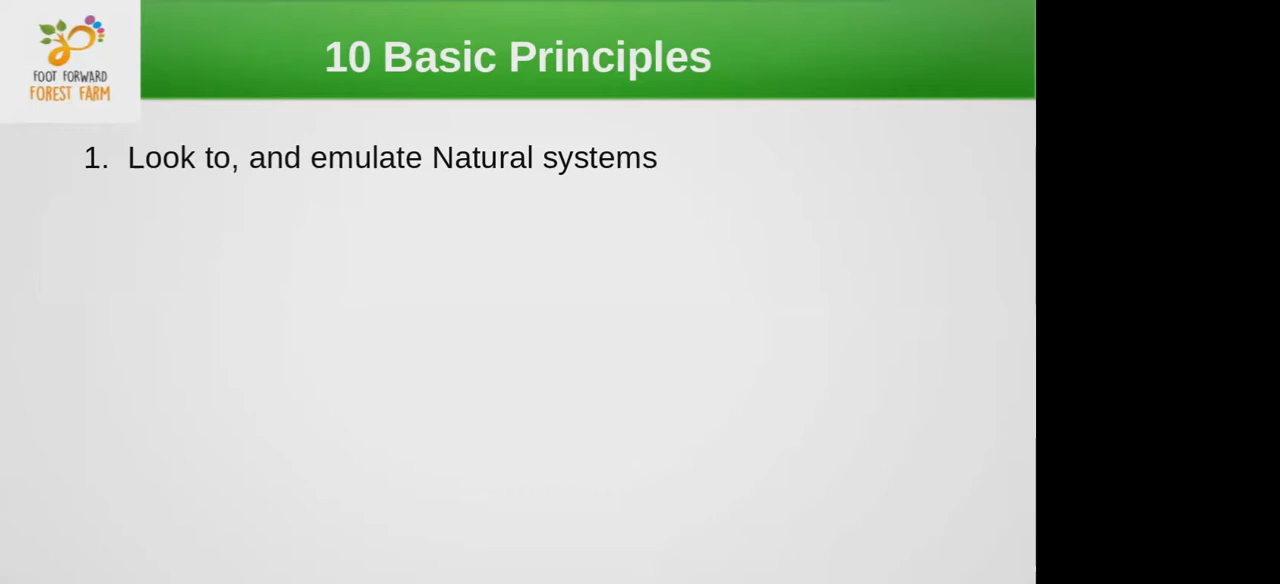 FOOT FORWARD
FOREST FARM
10 Basic Principles
1. Look to, and emulate Natural systems